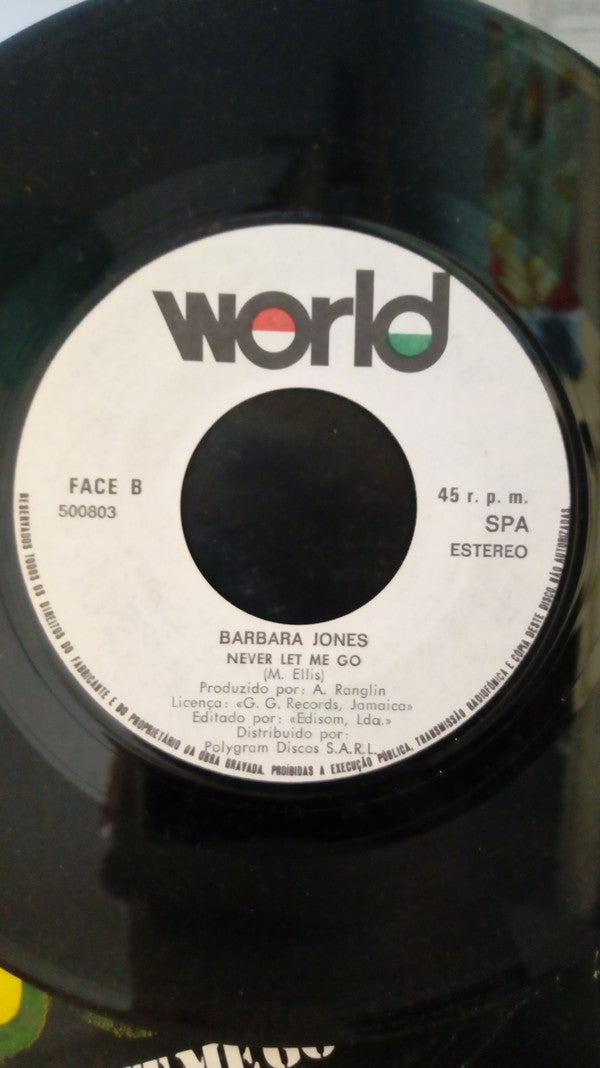 world
FACE B
500803
45 r. p. m.
SPA
ESTEREO
BARBARA JONES
NEVER LET ME GO
(M. Ellis)
Produzido por: A. Ranglin
Licença: «G. G. Records, Jamaica»
Editado por: «Edisom, Lda.»
Distribuido por:
Polygram Discos S.A.R.L.
RESERVADOS TODOS OS DIREITOS DO FABRICANTE E DO PROPRIETÁRIO DA OBRA GRAVADA. PROIBIDAS A EXECUÇÃO PÚBLICA, TRANSMISSÃO RADIOFÓNICA E CÓPIA DESTE DISCO NÃO AUTORIZADAS
ME GO